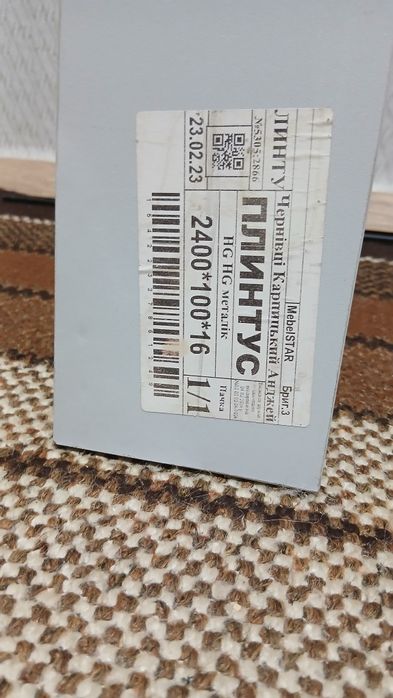 MebelSTAR Бриг.3
Чернівці Карпицький Анджей
ПЛИНТУ
№5305:2866
ПЛИНТУС
HG HG металік
23.02.23
2400*100*16
1/1
Пачка